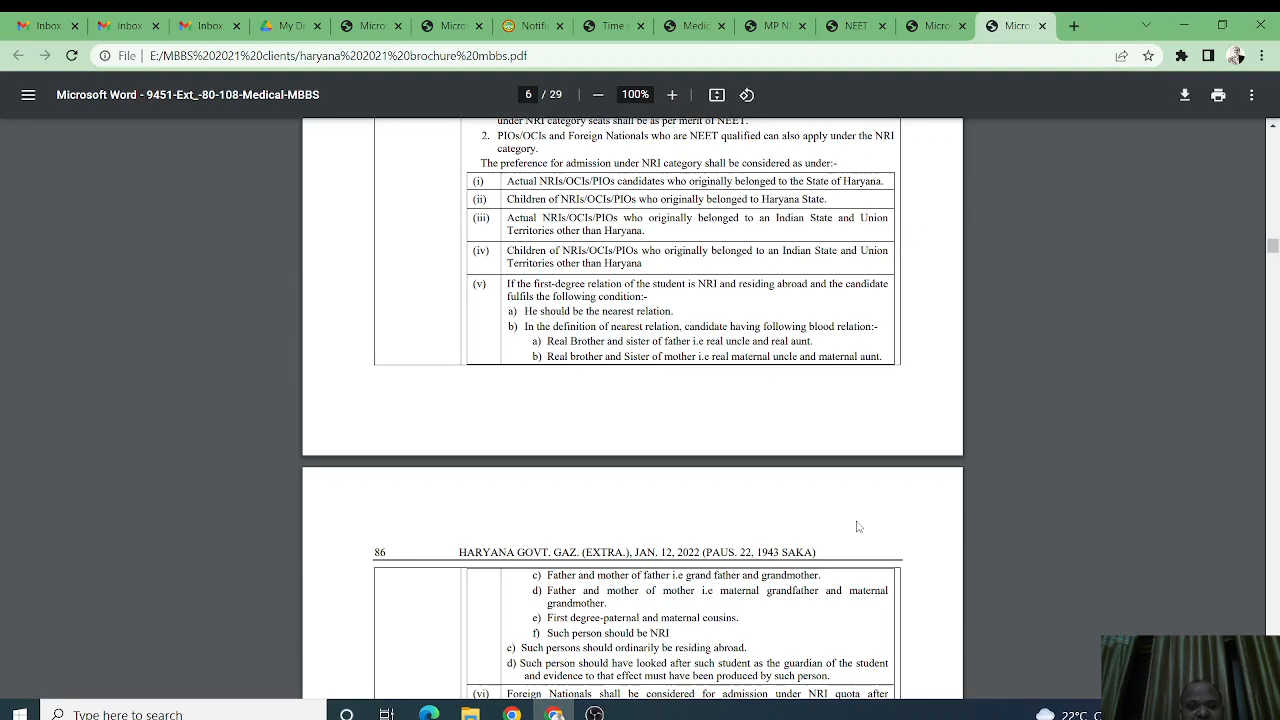 Inbox
Inbox
Inbox
My Dr
Micros
Micro
Notific
Time s
Medic
MP NE
NEET
Micro
Micro
File | E:/MBBS%202021%20clients/haryana%202021%20brochure%20mbbs.pdf
Microsoft Word - 9451-Ext_-80-108-Medical-MBBS
6 / 29
100%
under NRI category seats shall be as per merit of NEET.
2. PIOs/OCIs and Foreign Nationals who are NEET qualified can also apply under the NRI
category.
The preference for admission under NRI category shall be considered as under:-
(i) Actual NRIs/OCIs/PIOs candidates who originally belonged to the State of Haryana.
(ii) Children of NRIs/OCIs/PIOs who originally belonged to Haryana State.
(iii) Actual NRIs/OCIs/PIOs who originally belonged to an Indian State and Union
Territories other than Haryana.
(iv) Children of NRIs/OCIs/PIOs who originally belonged to an Indian State and Union
Territories other than Haryana
(v) If the first-degree relation of the student is NRI and residing abroad and the candidate
fulfils the following condition:-
a) He should be the nearest relation.
b) In the definition of nearest relation, candidate having following blood relation:-
a) Real Brother and sister of father i.e real uncle and real aunt.
b) Real brother and Sister of mother i.e real maternal uncle and maternal aunt.
86 HARYANA GOVT. GAZ. (EXTRA.), JAN. 12, 2022 (PAUS. 22, 1943 SAKA)
c) Father and mother of father i.e grand father and grandmother.
d) Father and mother of mother i.e maternal grandfather and maternal
grandmother.
e) First degree-paternal and maternal cousins.
f) Such person should be NRI
c) Such persons should ordinarily be residing abroad.
d) Such person should have looked after such student as the guardian of the student
and evidence to that effect must have been produced by such person.
(vi) Foreign Nationals shall be considered for admission under NRI quota after
Type here to search
22°C